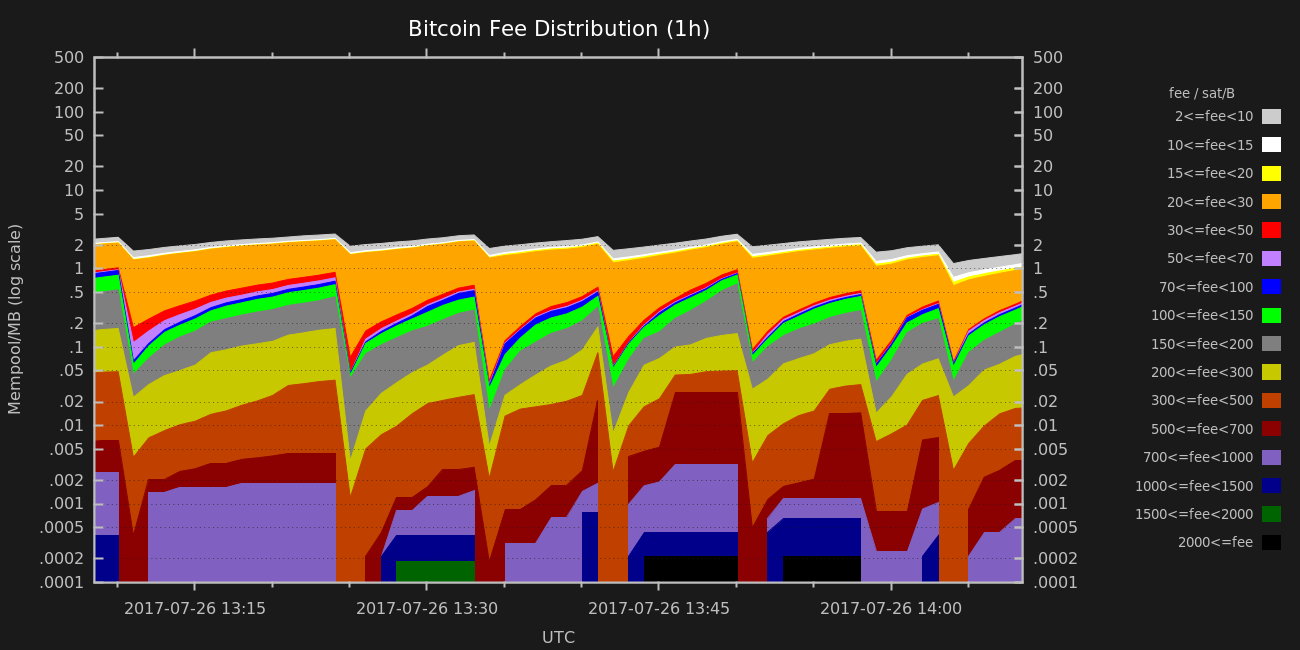 Bitcoin Fee Distribution (1h)
500
200
100
50
20
10
5
2
1
.5
.2
.1
.05
.02
.01
.005
.002
.001
.0005
.0002
.0001
Mempool/MB (log scale)
500
200
100
50
20
10
5
2
1
.5
.2
.1
.05
.02
.01
.005
.002
.001
.0005
.0002
.0001
2017-07-26 13:15
2017-07-26 13:30
2017-07-26 13:45
2017-07-26 14:00
UTC
fee / sat/B
2<=fee<10
10<=fee<15
15<=fee<20
20<=fee<30
30<=fee<50
50<=fee<70
70<=fee<100
100<=fee<150
150<=fee<200
200<=fee<300
300<=fee<500
500<=fee<700
700<=fee<1000
1000<=fee<1500
1500<=fee<2000
2000<=fee